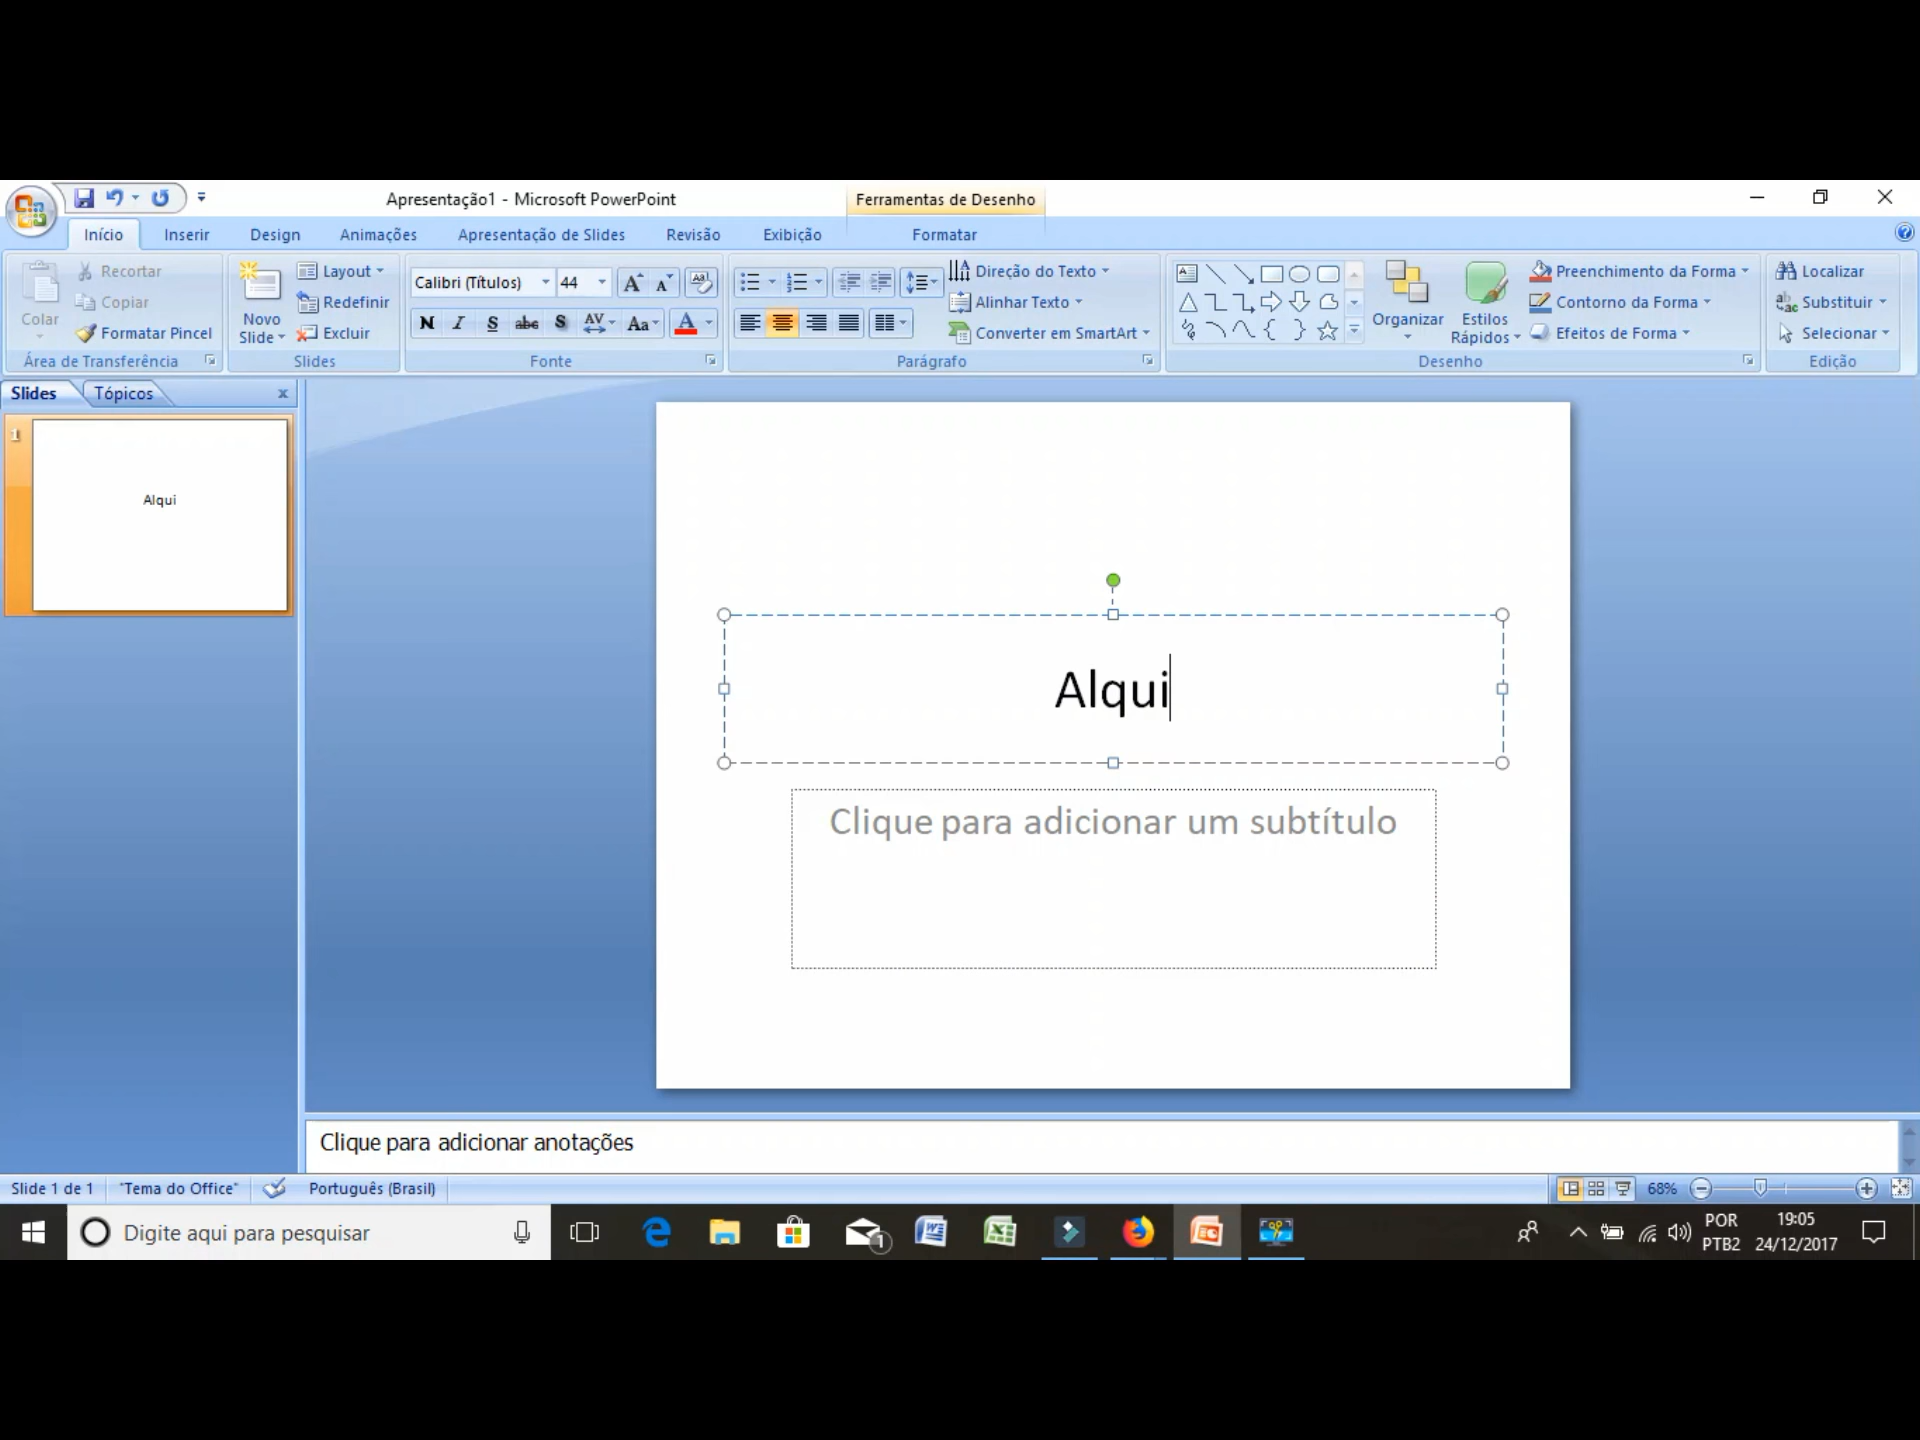 Apresentação1 - Microsoft PowerPoint
Ferramentas de Desenho
Início Inserir Design Animações Apresentação de Slides Revisão Exibição Formatar
Colar
Recortar
Copiar
Formatar Pincel
Área de Transferência
Novo
Slide
Layout
Redefinir
Excluir
Slides
Calibri (Títulos) 44
N I S abc S AV Aa A
Fonte
Direção do Texto
Alinhar Texto
Converter em SmartArt
Parágrafo
Organizar
Estilos
Rápidos
Preenchimento da Forma
Contorno da Forma
Efeitos de Forma
Desenho
Localizar
Substituir
Selecionar
Edição
Slides Tópicos x
1
Alqui
Alqui
Clique para adicionar um subtítulo
Clique para adicionar anotações
Slide 1 de 1 "Tema do Office" Português (Brasil) 68%
Digite aqui para pesquisar
1
POR
PTB2
19:05
24/12/2017